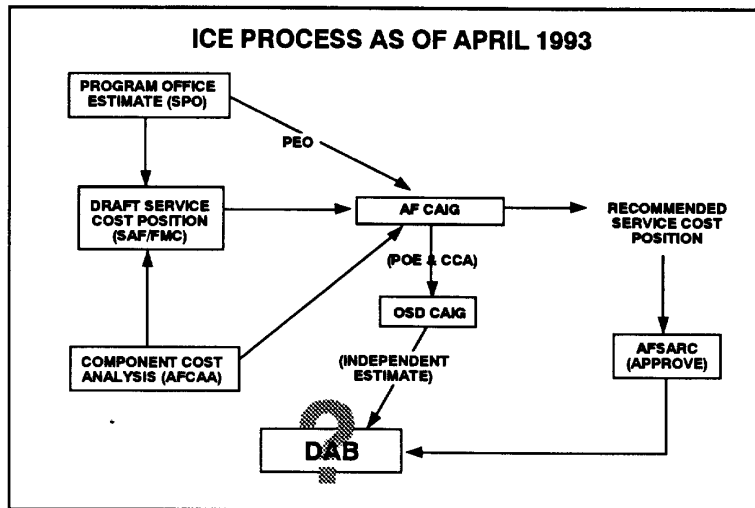 ICE PROCESS AS OF APRIL 1993
PROGRAM OFFICE
ESTIMATE (SPO)
PEO
DRAFT SERVICE
COST POSITION
(SAF/FMC)
AF CAIG
RECOMMENDED
SERVICE COST
POSITION
(POE & CCA)
OSD CAIG
COMPONENT COST
ANALYSIS (AFCAA)
(INDEPENDENT
ESTIMATE)
AFSARC
(APPROVE)
?
DAB